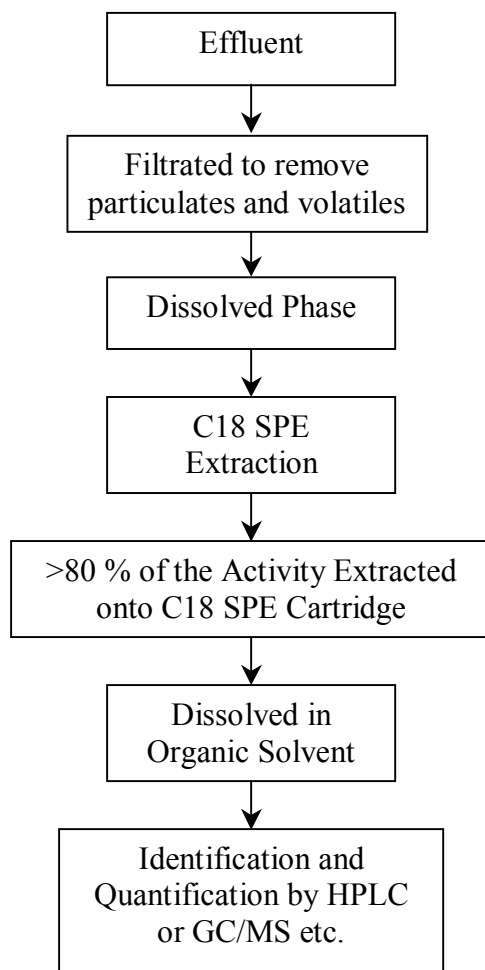 Effluent
Filtrated to remove
particulates and volatiles
Dissolved Phase
C18 SPE
Extraction
>80 % of the Activity Extracted
onto C18 SPE Cartridge
Dissolved in
Organic Solvent
Identification and
Quantification by HPLC
or GC/MS etc.